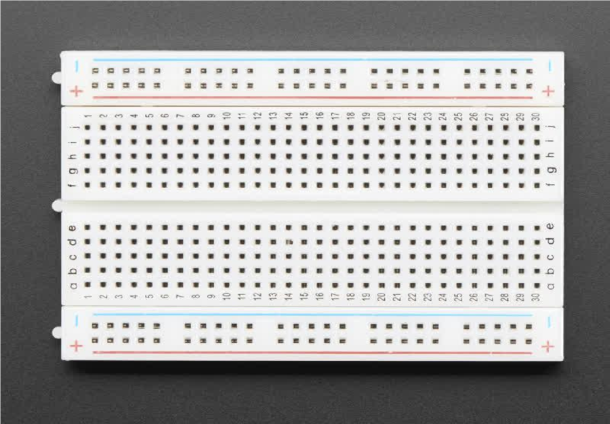 − −
+ +
1 2 3 4 5 6 7 8 9 10 11 12 13 14 15 16 17 18 19 20 21 22 23 24 25 26 27 28 29 30
j j
i i
h h
g g
f f
e e
d d
c c
b b
a a
1 2 3 4 5 6 7 8 9 10 11 12 13 14 15 16 17 18 19 20 21 22 23 24 25 26 27 28 29 30
− −
+ +